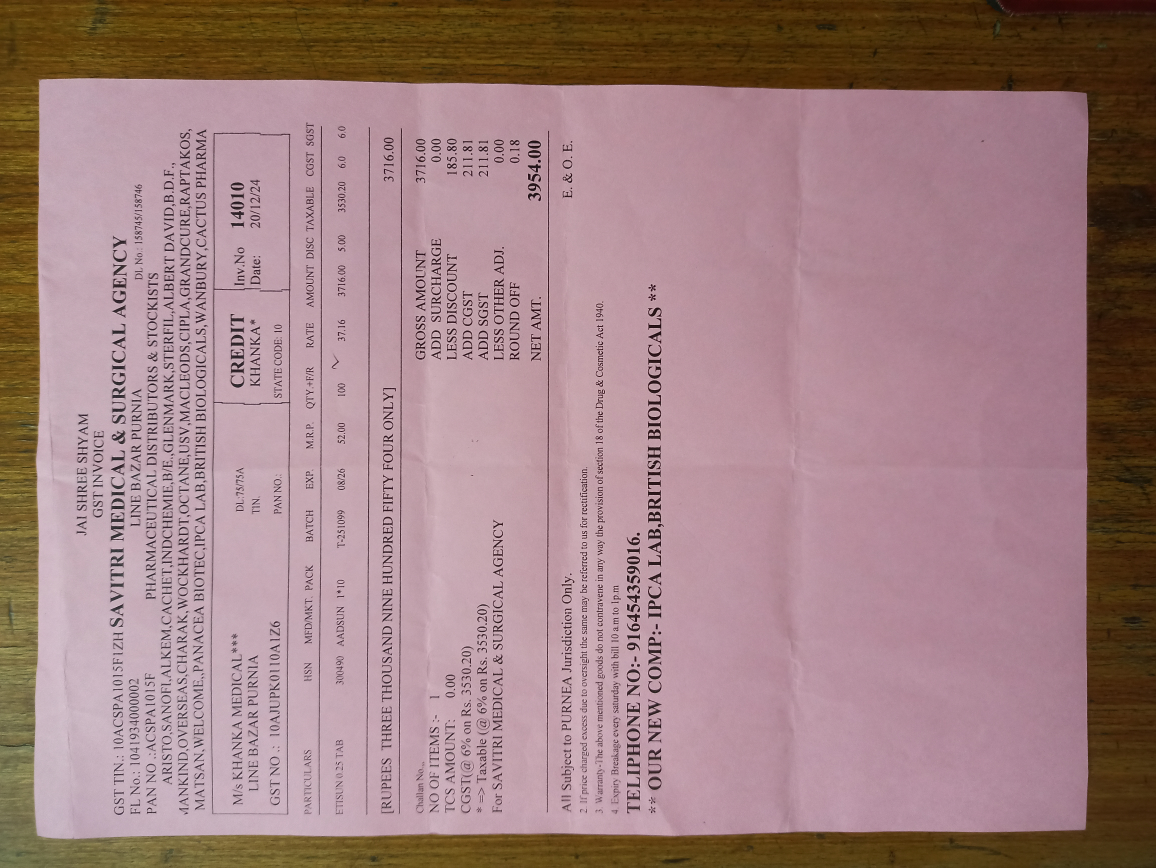 JAI SHREE SHYAM
GST INVOICE
GST TIN.: 10ACSPA1015F1ZH SAVITRI MEDICAL & SURGICAL AGENCY
FL No.: 10419340000002 LINE BAZAR PURNIA DL No.: 158745/158746
PAN NO.-:ACSPA1015F PHARMACEUTICAL DISTRIBUTORS & STOCKISTS
ARISTO,SANOFI,ALKEM,CACHET,INDCHEMIE,B/E,,GLENMARK,STERFIL,ALBERT DAVID,B.D.F.,
MANKIND,OVERSEAS,CHARAK,WOCKHARDT,OCTANE,USV,MACLEODS,CIPLA,GRANDCURE,RAPTAKOS,
MATSAN,WELCOME,,PANACEA BIOTEC,IPCA LAB,BRITISH BIOLOGICALS,WANBURY,CACTUS PHARMA
M/s KHANKA MEDICAL*** DL:75/75A CREDIT Inv.No 14010
LINE BAZAR PURNIA TIN. KHANKA* Date: 20/12/24
GST NO .: 10AJUPK0110A1Z6 PAN NO.: STATE CODE: 10
PARTICULARS HSN MFD/MKT. PACK BATCH EXP. M.R.P. QTY.+F/R RATE AMOUNT DISC TAXABLE CGST SGST
ETISUN 0.25 TAB 300490 AADSUN 1*10 T-251099 08/26 52.00 100 37.16 3716.00 5.00 3530.20 6.0 6.0
[RUPEES THREE THOUSAND NINE HUNDRED FIFTY FOUR ONLY] 3716.00
Challan No.,,
GROSS AMOUNT 3716.00
NO OF ITEMS :- 1 ADD SURCHARGE 0.00
TCS AMOUNT: 0.00 LESS DISCOUNT 185.80
CGST(@ 6% on Rs. 3530.20) ADD CGST 211.81
* => Taxable (@ 6% on Rs. 3530.20) ADD SGST 211.81
For SAVITRI MEDICAL & SURGICAL AGENCY LESS OTHER ADJ. 0.00
ROUND OFF 0.18
NET AMT. 3954.00
All Subject to PURNEA Jurisdiction Only. E. & O. E.
2. If price charged excess due to oversight the same may be referred to us for rectification.
3. Warranty-The above mentioned goods do not contravene in any way the provision of section 18 of the Drug & Cosmetic Act 1940.
4. Expiry Breakage every saturday with bill 10 a.m to 1p.m
TELIPHONE NO:- 916454359016.
** OUR NEW COMP:- IPCA LAB,BRITISH BIOLOGICALS **